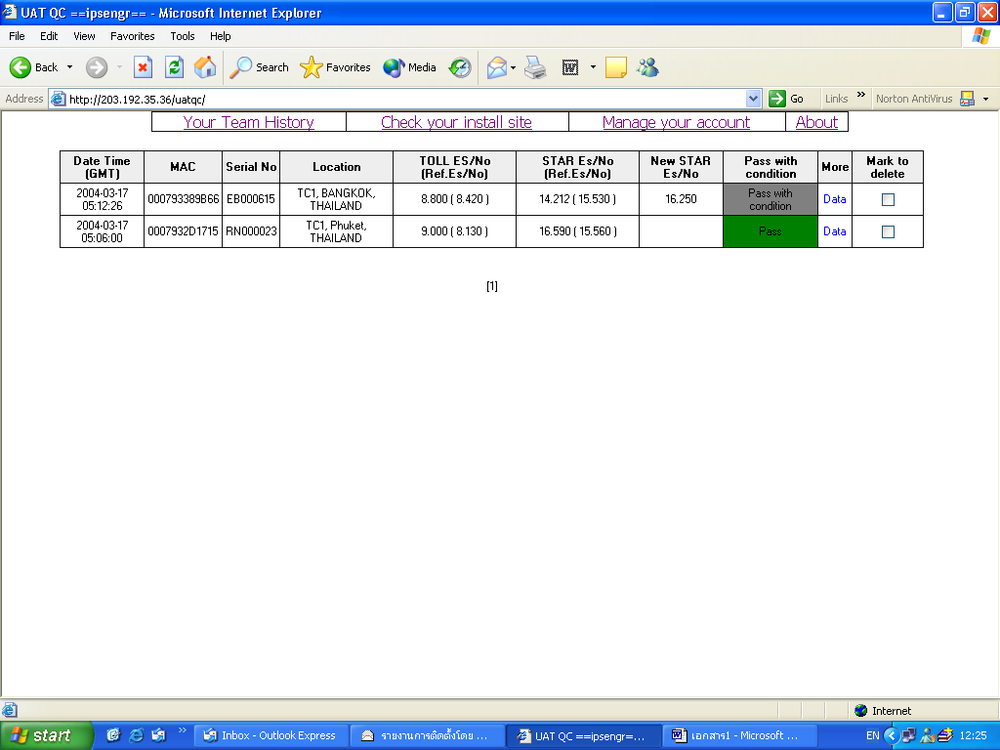 UAT QC ==ipsengr== - Microsoft Internet Explorer
File Edit View Favorites Tools Help
Back Search Favorites Media
Address http://203.192.35.36/uatqc/ Go Links » Norton AntiVirus
Your Team History Check your install site Manage your account About
Date Time (GMT) MAC Serial No Location TOLL ES/No (Ref.Es/No) STAR Es/No (Ref.Es/No) New STAR Es/No Pass with condition More Mark to delete
2004-03-17 05:12:26 000793389B66 EB000615 TC1, BANGKOK, THAILAND 8.800 ( 8.420 ) 14.212 ( 15.530 ) 16.250 Pass with condition Data
2004-03-17 05:06:00 0007932D1715 RN000023 TC1, Phuket, THAILAND 9.000 ( 8.130 ) 16.590 ( 15.560 ) Pass Data
[1]
Internet
start » Inbox - Outlook Express รายงานการติดตั้งโดย ... UAT QC ==ipsengr=... เอกสาร1 - Microsoft ... EN 12:25